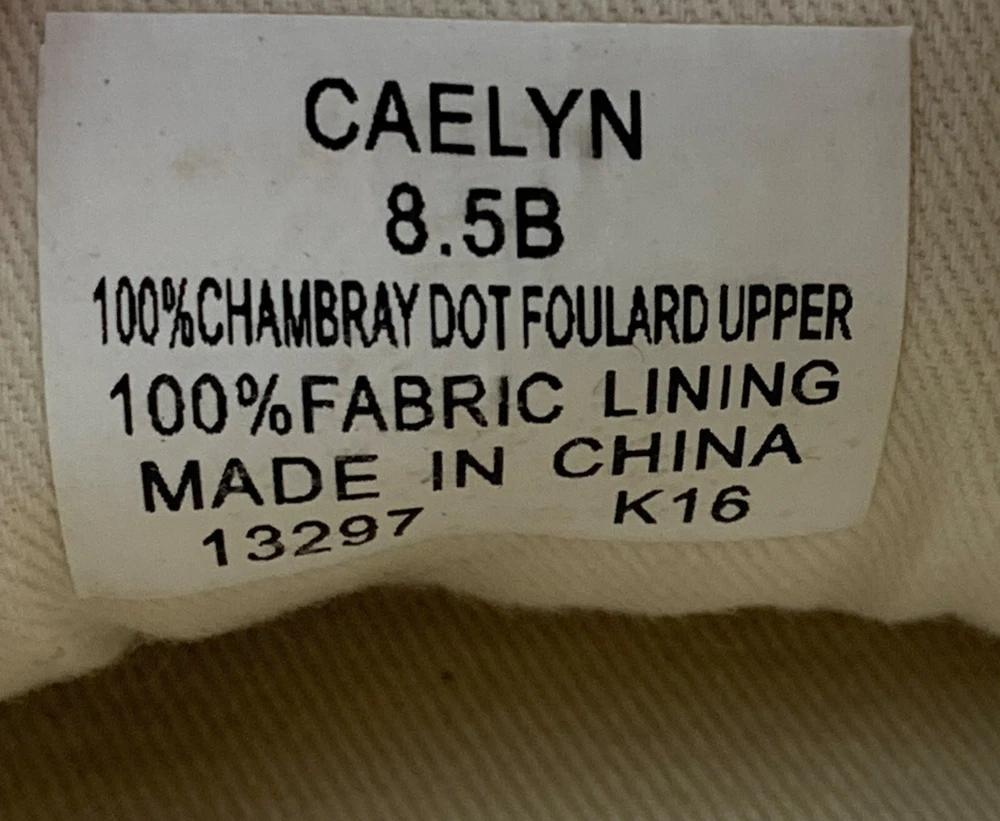 CAELYN
8.5B
100%CHAMBRAY DOT FOULARD UPPER
100%FABRIC LINING
MADE IN CHINA
13297 K16